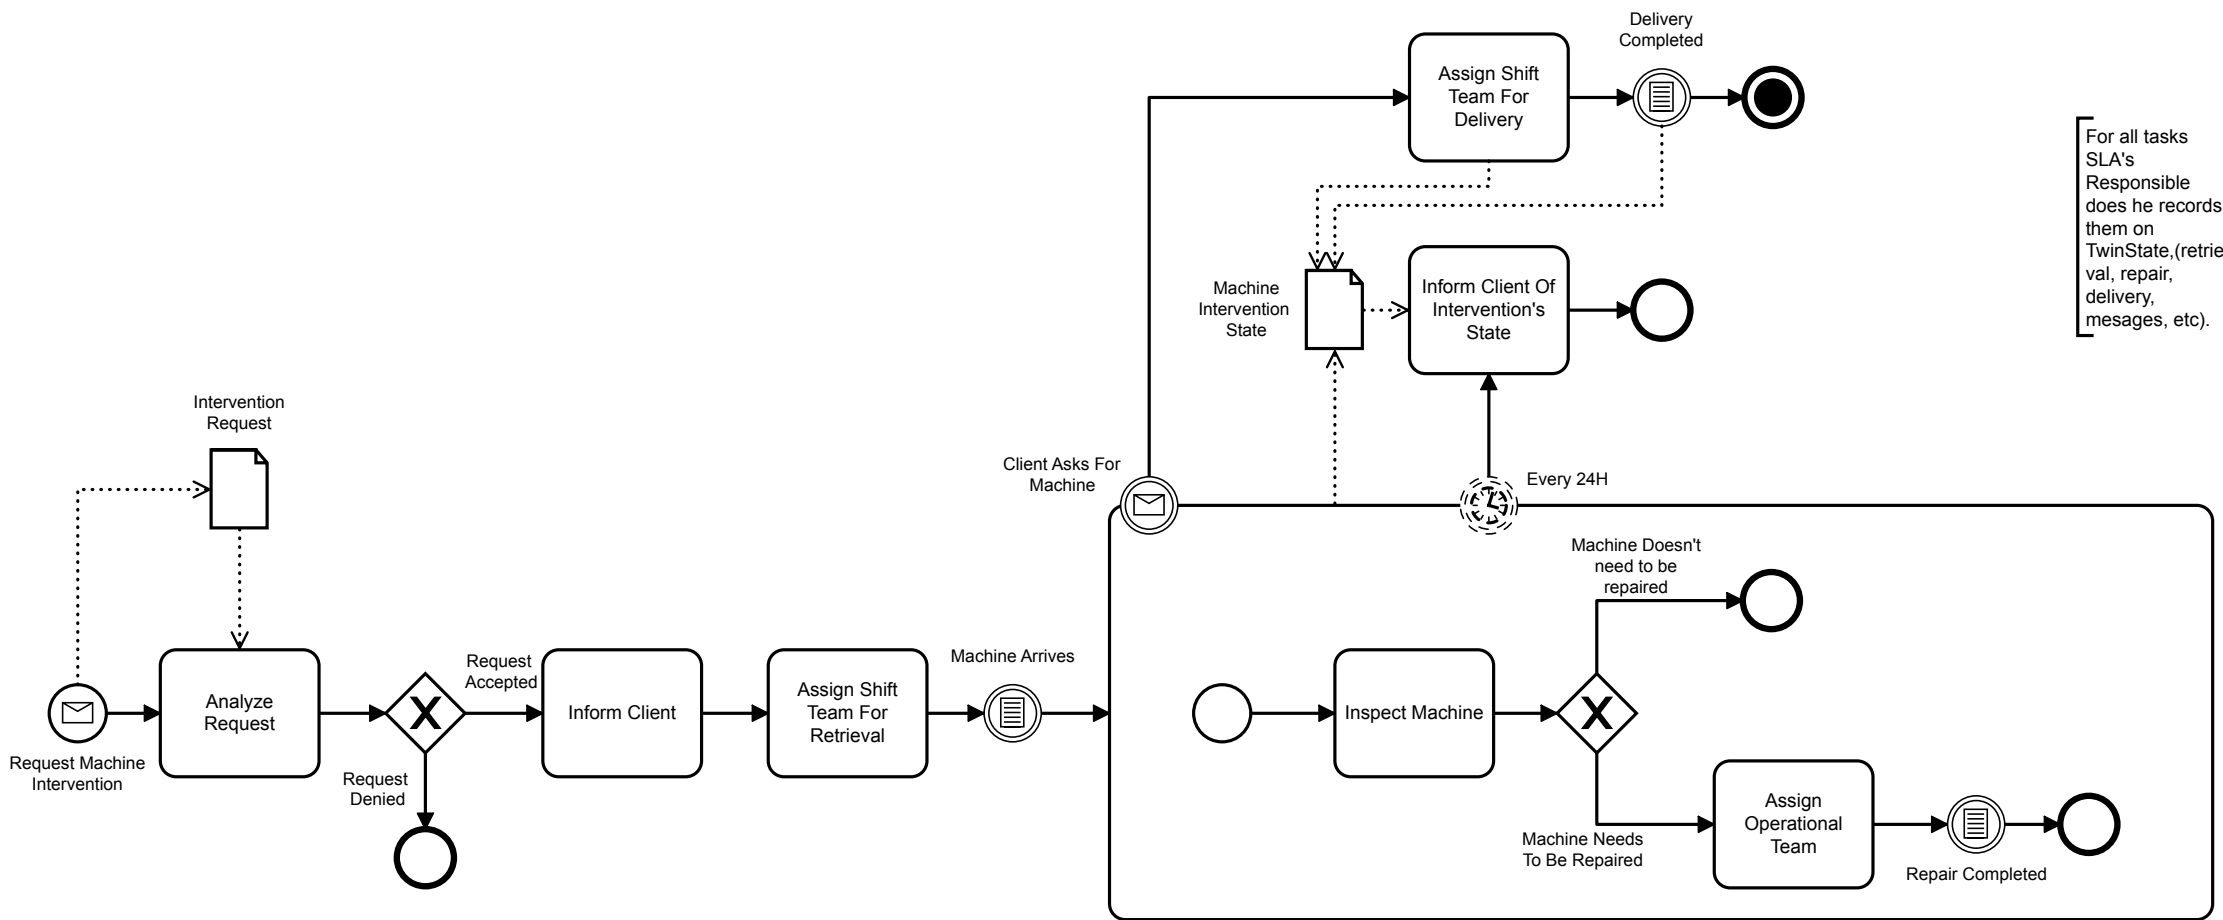 Delivery
Completed
Assign Shift
Team For
Delivery
For all tasks
SLA's
Responsible
does he records
them on
TwinState,(retrie
val, repair,
delivery,
mesages, etc).
Machine
Intervention
State
Inform Client Of
Intervention's
State
Intervention
Request
Client Asks For
Machine
Every 24H
Machine Doesn't
need to be
repaired
Request Machine
Intervention
Analyze
Request
Request
Accepted
Request
Denied
Inform Client
Assign Shift
Team For
Retrieval
Machine Arrives
Inspect Machine
Machine Needs
To Be Repaired
Assign
Operational
Team
Repair Completed